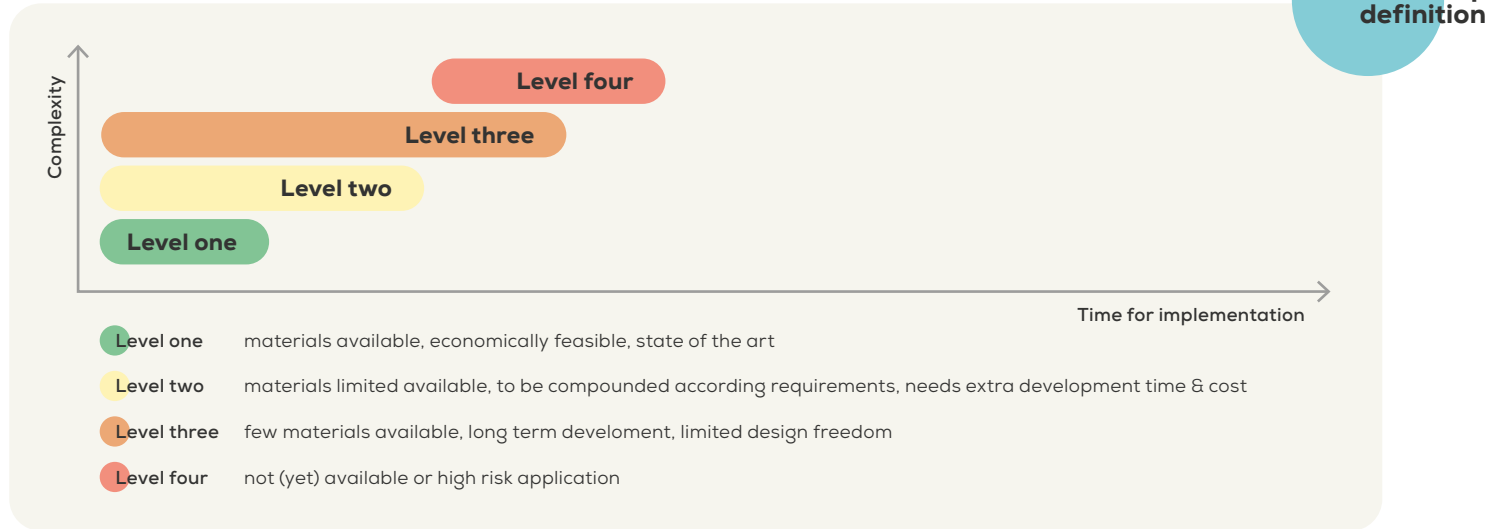 definition
Level four
Complexity
Level three
Level two
Level one
Time for implementation
Level one materials available, economically feasible, state of the art
Level two materials limited available, to be compounded according requirements, needs extra development time & cost
Level three few materials available, long term develoment, limited design freedom
Level four not (yet) available or high risk application